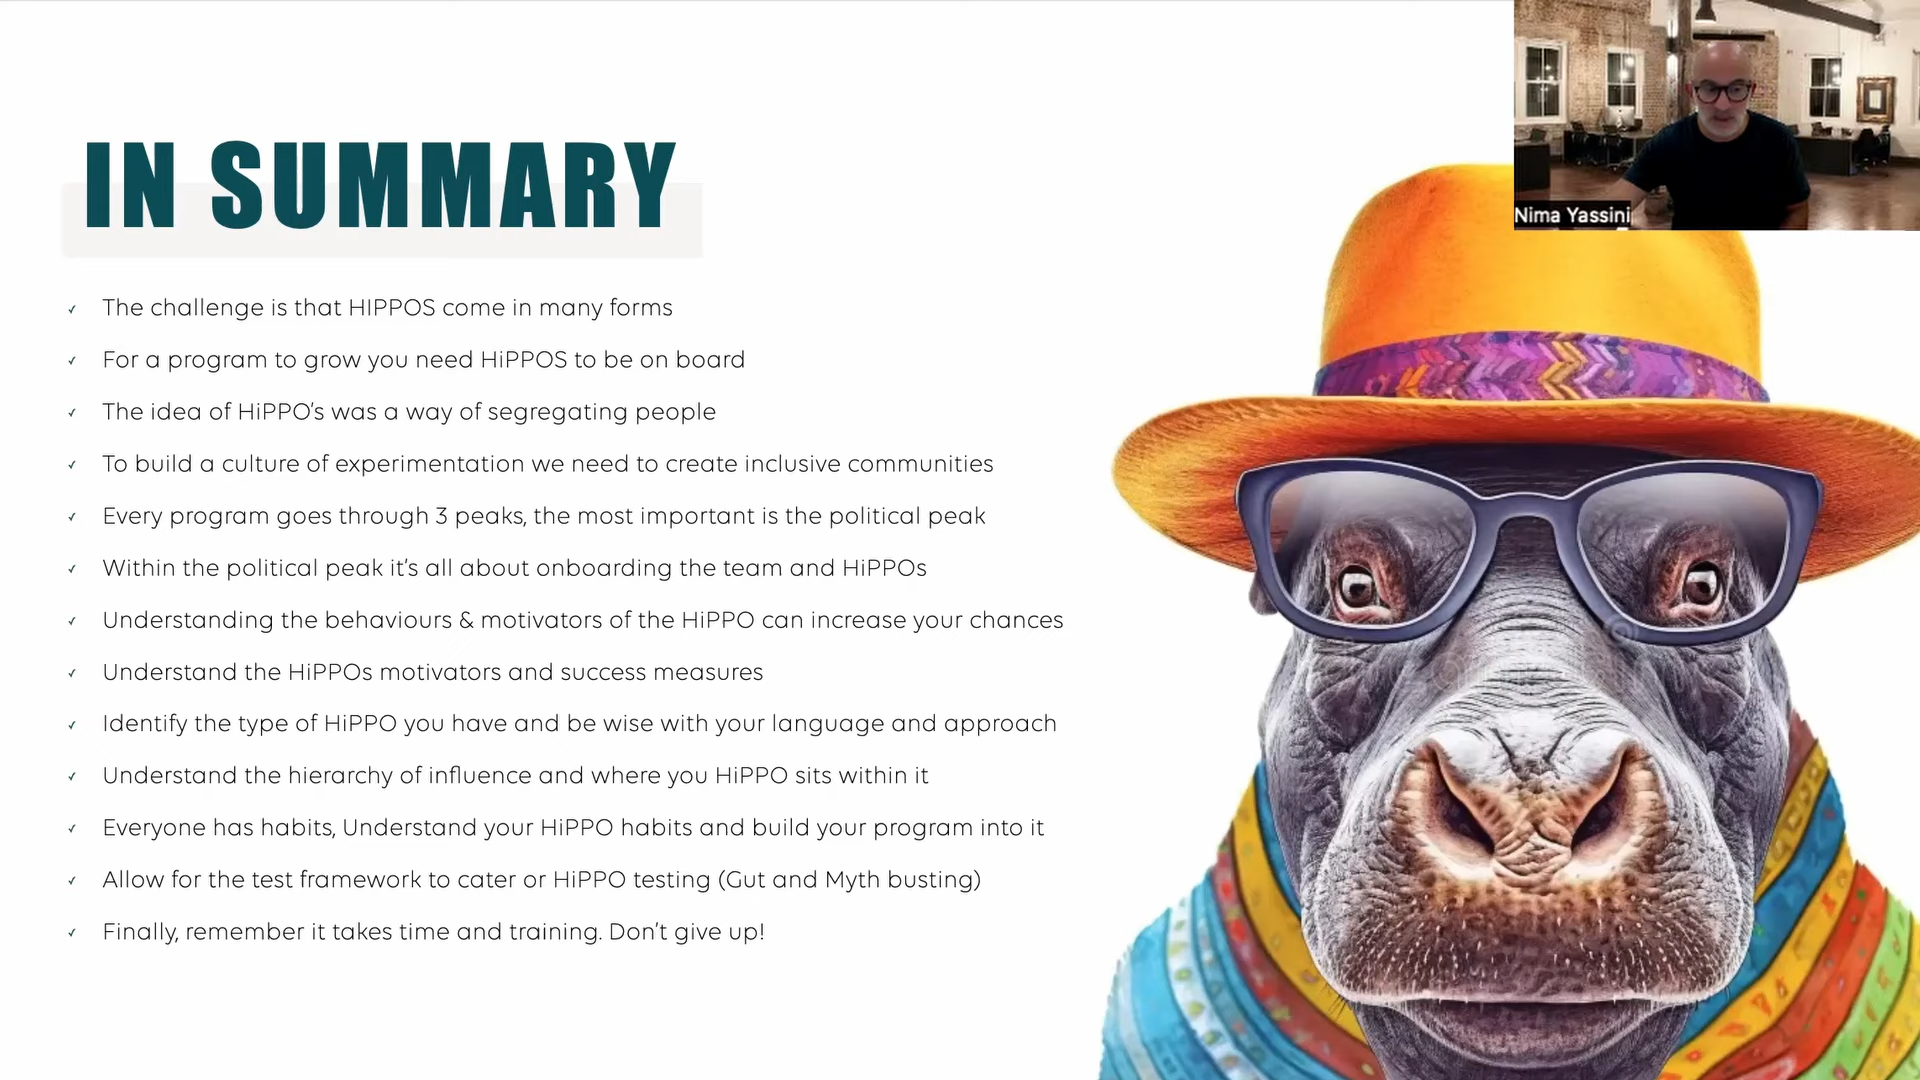 IN SUMMARY
✓ The challenge is that HIPPOS come in many forms
✓ For a program to grow you need HiPPOS to be on board
✓ The idea of HiPPO's was a way of segregating people
✓ To build a culture of experimentation we need to create inclusive communities
✓ Every program goes through 3 peaks, the most important is the political peak
✓ Within the political peak it's all about onboarding the team and HiPPOs
✓ Understanding the behaviours & motivators of the HiPPO can increase your chances
✓ Understand the HiPPOs motivators and success measures
✓ Identify the type of HiPPO you have and be wise with your language and approach
✓ Understand the hierarchy of influence and where you HiPPO sits within it
✓ Everyone has habits, Understand your HiPPO habits and build your program into it
✓ Allow for the test framework to cater or HiPPO testing (Gut and Myth busting)
✓ Finally, remember it takes time and training. Don't give up!
Nima Yassini